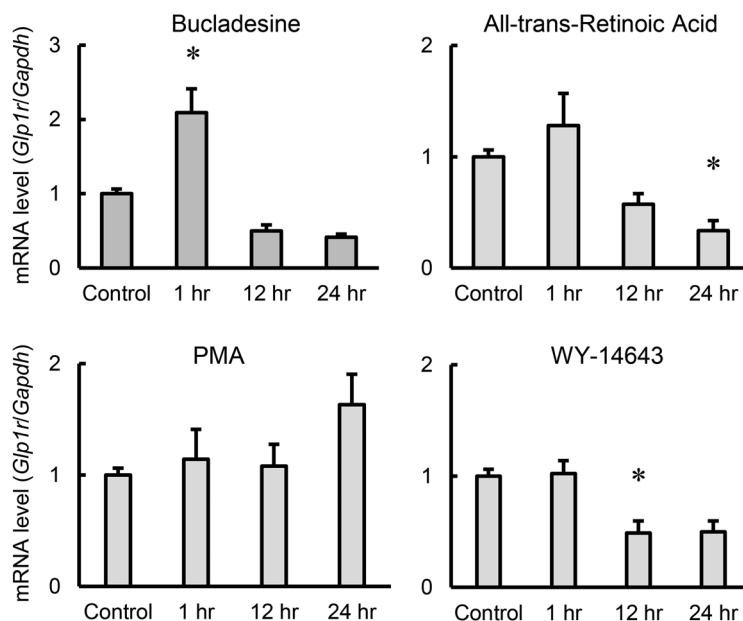 Bucladesine
mRNA level (Glp1r/Gapdh)
3
2
1
0
*
Control 1 hr 12 hr 24 hr
All-trans-Retinoic Acid
2
1
0
*
Control 1 hr 12 hr 24 hr
PMA
mRNA level (Glp1r/Gapdh)
2
1
0
Control 1 hr 12 hr 24 hr
WY-14643
2
1
0
*
Control 1 hr 12 hr 24 hr